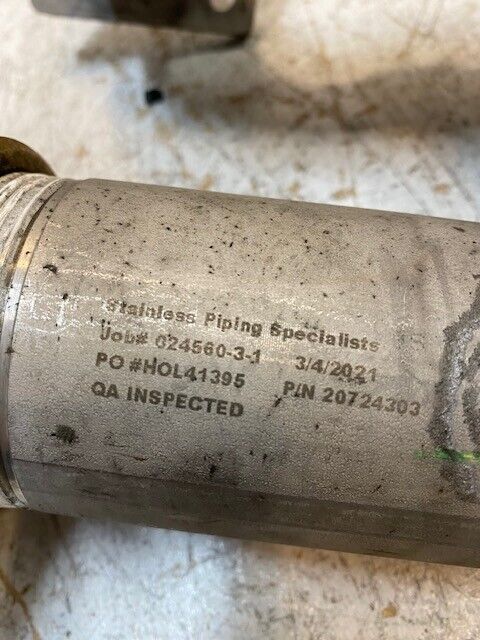 Stainless Piping Specialists
Job# 024560-3-1 3/4/2021
PO #HOL41395 P/N 20724303
QA INSPECTED